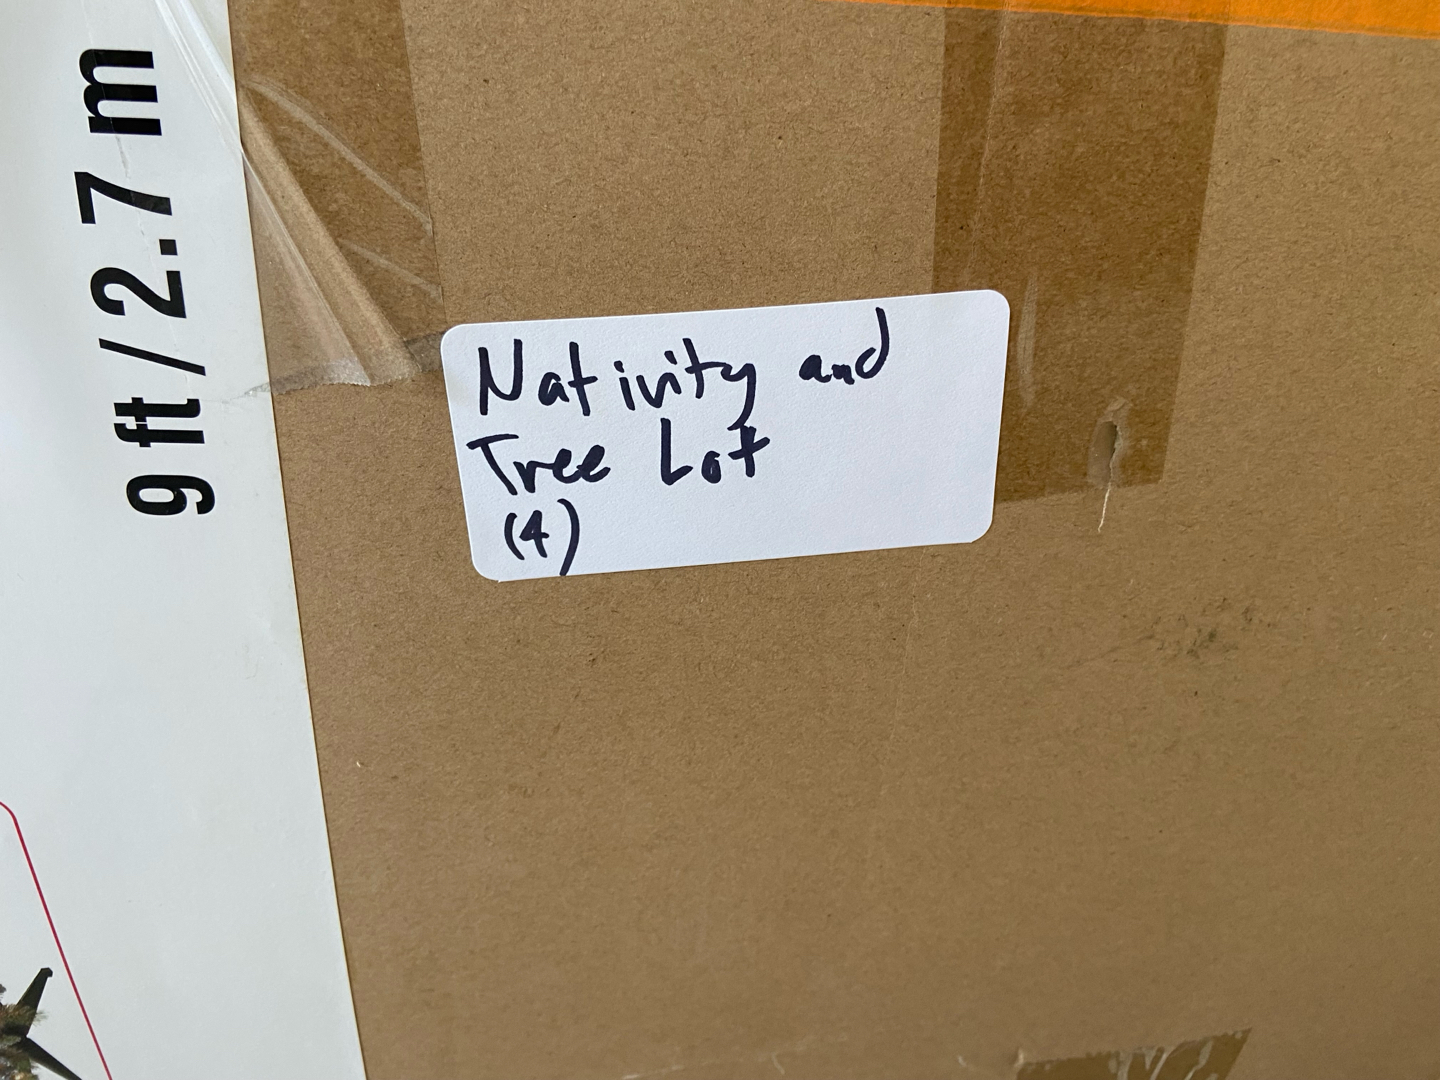 9 ft / 2.7 m
Nativity and
Tree Lot
(4)